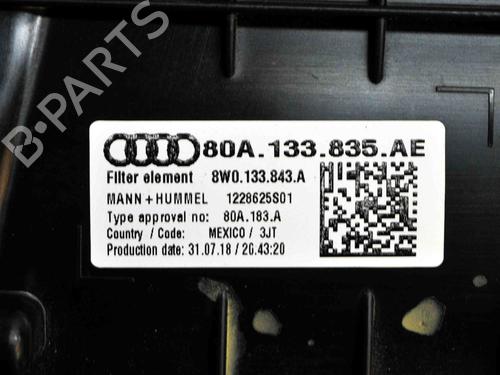 B-PARTS
80A.133.835.AE
Filter element 8W0.133.843.A
MANN+HUMMEL 1228625S01
Type approval no: 80A.183.A
Country / Code: MEXICO / 3JT
Production date: 31.07.18 / 20.43:20